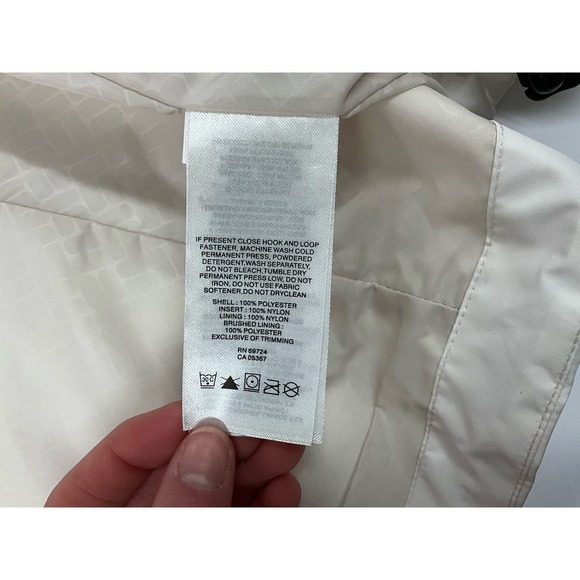 IF PRESENT CLOSE HOOK AND LOOP
FASTENER, MACHINE WASH COLD
PERMANENT PRESS, POWDERED
DETERGENT,WASH SEPARATELY,
DO NOT BLEACH,TUMBLE DRY
PERMANENT PRESS LOW, DO NOT
IRON, DO NOT USE FABRIC
SOFTENER,DO NOT DRYCLEAN
SHELL : 100% POLYESTER
INSERT : 100% NYLON
LINING : 100% NYLON
BRUSHED LINING :
100% POLYESTER
EXCLUSIVE OF TRIMMING
RN 69724
CA 05367